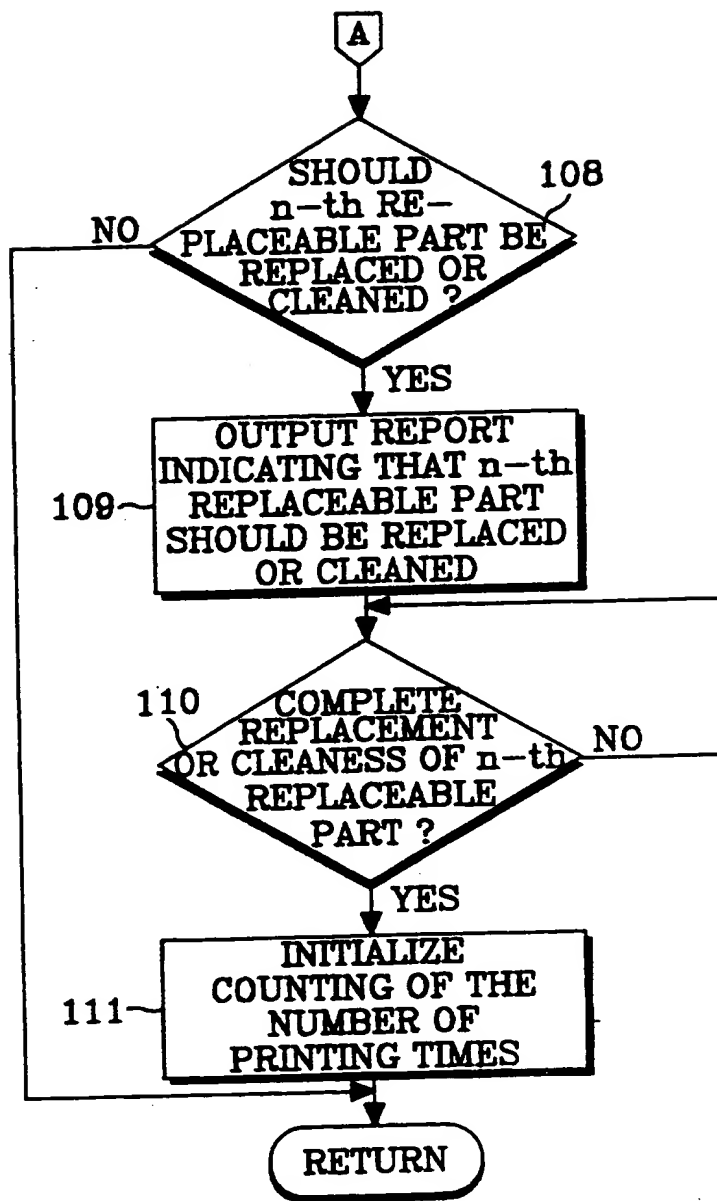 A
SHOULD
n-th RE-
PLACEABLE PART BE
REPLACED OR
CLEANED ?
108
NO
YES
OUTPUT REPORT
INDICATING THAT n-th
REPLACEABLE PART
SHOULD BE REPLACED
OR CLEANED
109
COMPLETE
REPLACEMENT
OR CLEANESS OF n-th
REPLACEABLE
PART ?
110
NO
YES
INITIALIZE
COUNTING OF THE
NUMBER OF
PRINTING TIMES
111
RETURN